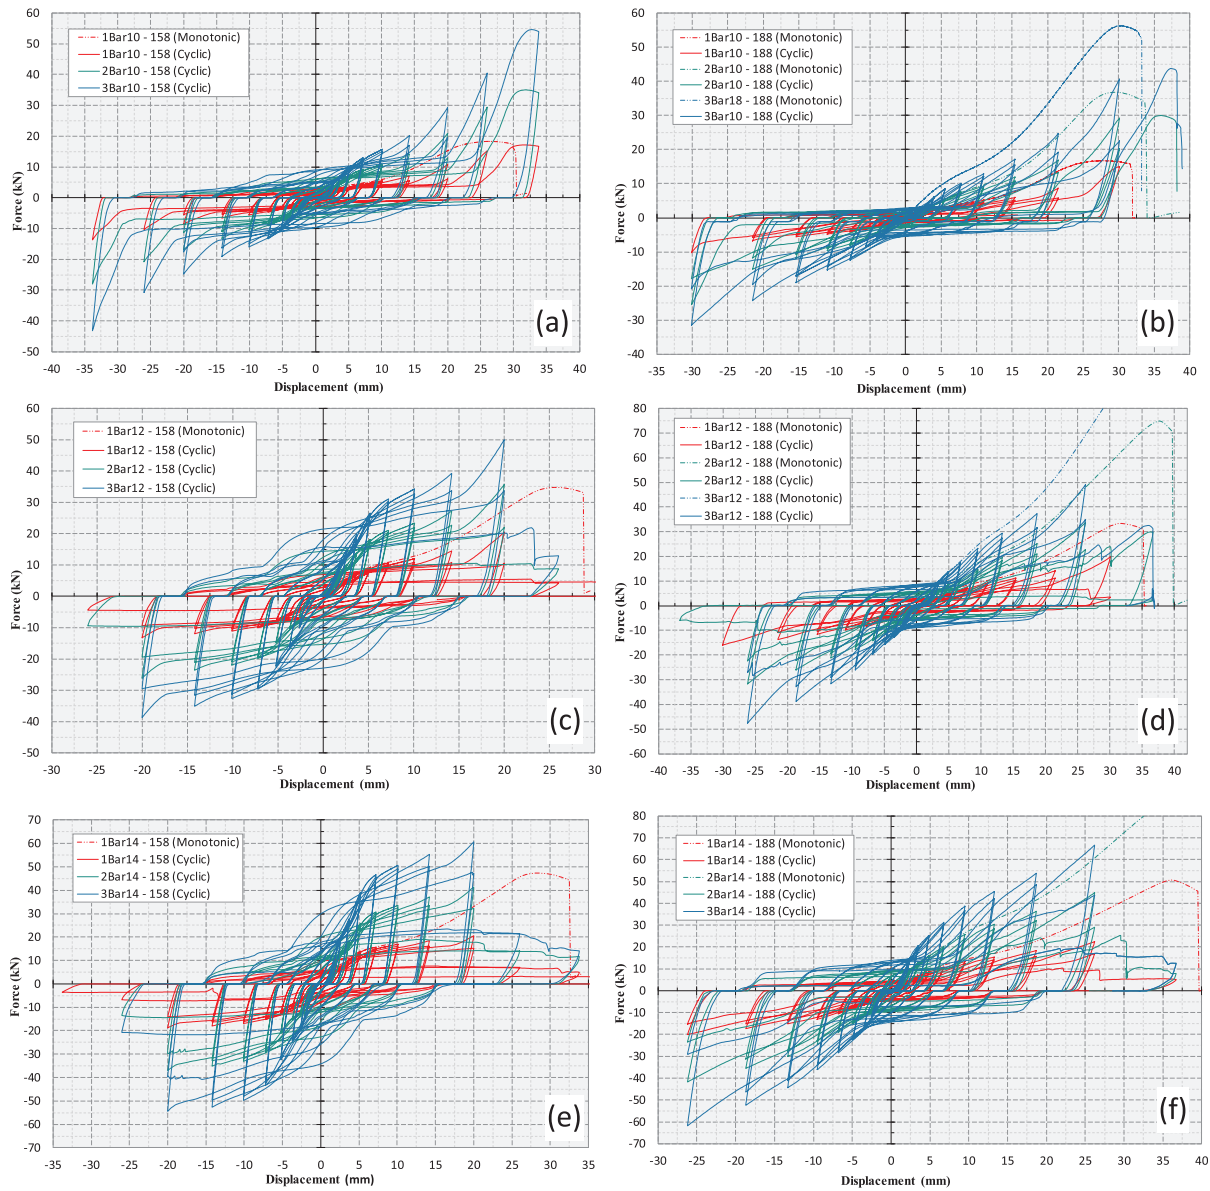 60
50
40
30
20
10
0
-10
-20
-30
-40
-50
Force (kN)
1Bar10 - 158 (Monotonic)
1Bar10 - 158 (Cyclic)
2Bar10 - 158 (Cyclic)
3Bar10 - 158 (Cyclic)
(a)
-40 -35 -30 -25 -20 -15 -10 -5 0 5 10 15 20 25 30 35 40
Displacement (mm)
60
50
40
30
20
10
0
-10
-20
-30
-40
Force (kN)
1Bar10 - 188 (Monotonic)
1Bar10 - 188 (Cyclic)
2Bar10 - 188 (Monotonic)
2Bar10 - 188 (Cyclic)
3Bar18 - 188 (Monotonic)
3Bar10 - 188 (Cyclic)
(b)
-35 -30 -25 -20 -15 -10 -5 0 5 10 15 20 25 30 35 40
Displacement (mm)
60
50
40
30
20
10
0
-10
-20
-30
-40
-50
Force (kN)
1Bar12 - 158 (Monotonic)
1Bar12 - 158 (Cyclic)
2Bar12 - 158 (Cyclic)
3Bar12 - 158 (Cyclic)
(c)
-30 -25 -20 -15 -10 -5 0 5 10 15 20 25 30
Displacement (mm)
80
70
60
50
40
30
20
10
0
-10
-20
-30
-40
-50
-60
Force (kN)
1Bar12 - 188 (Monotonic)
1Bar12 - 188 (Cyclic)
2Bar12 - 188 (Monotonic)
2Bar12 - 188 (Cyclic)
3Bar12 - 188 (Monotonic)
3Bar12 - 188 (Cyclic)
(d)
-40 -35 -30 -25 -20 -15 -10 -5 0 5 10 15 20 25 30 35 40
Displacement (mm)
70
60
50
40
30
20
10
0
-10
-20
-30
-40
-50
-60
-70
Force (kN)
1Bar14 - 158 (Monotonic)
1Bar14 - 158 (Cyclic)
2Bar14 - 158 (Cyclic)
3Bar14 - 158 (Cyclic)
(e)
-35 -30 -25 -20 -15 -10 -5 0 5 10 15 20 25 30 35
Displacement (mm)
80
70
60
50
40
30
20
10
0
-10
-20
-30
-40
-50
-60
-70
Force (kN)
1Bar14 - 188 (Monotonic)
1Bar14 - 188 (Cyclic)
2Bar14 - 188 (Monotonic)
2Bar14 - 188 (Cyclic)
3Bar14 - 188 (Cyclic)
(f)
-30 -25 -20 -15 -10 -5 0 5 10 15 20 25 30 35 40
Displacement (mm)